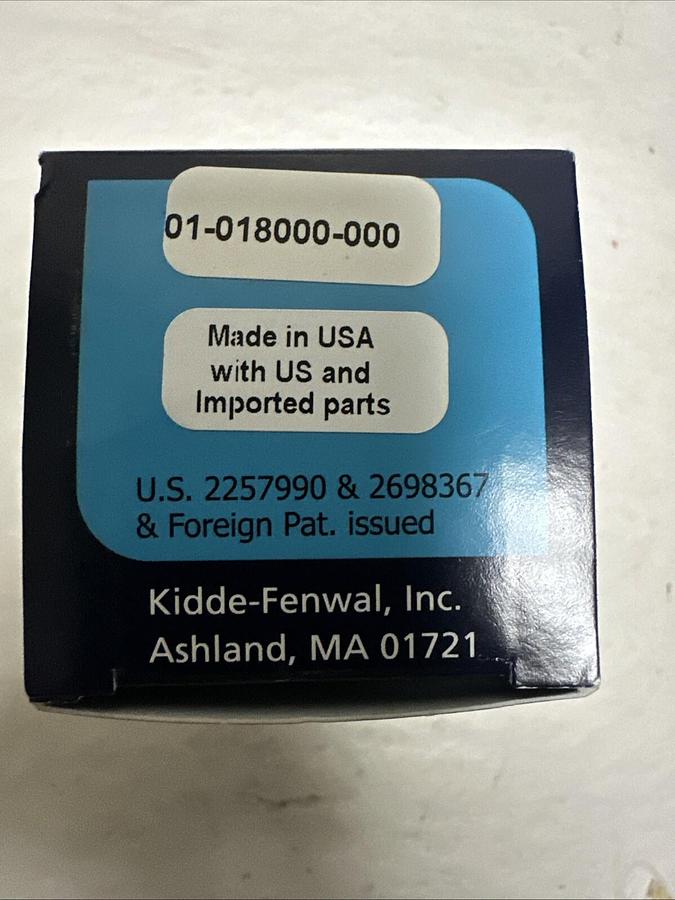 01-018000-000
Made in USA
with US and
Imported parts
U.S. 2257990 & 2698367
& Foreign Pat. issued
Kidde-Fenwal, Inc.
Ashland, MA 01721